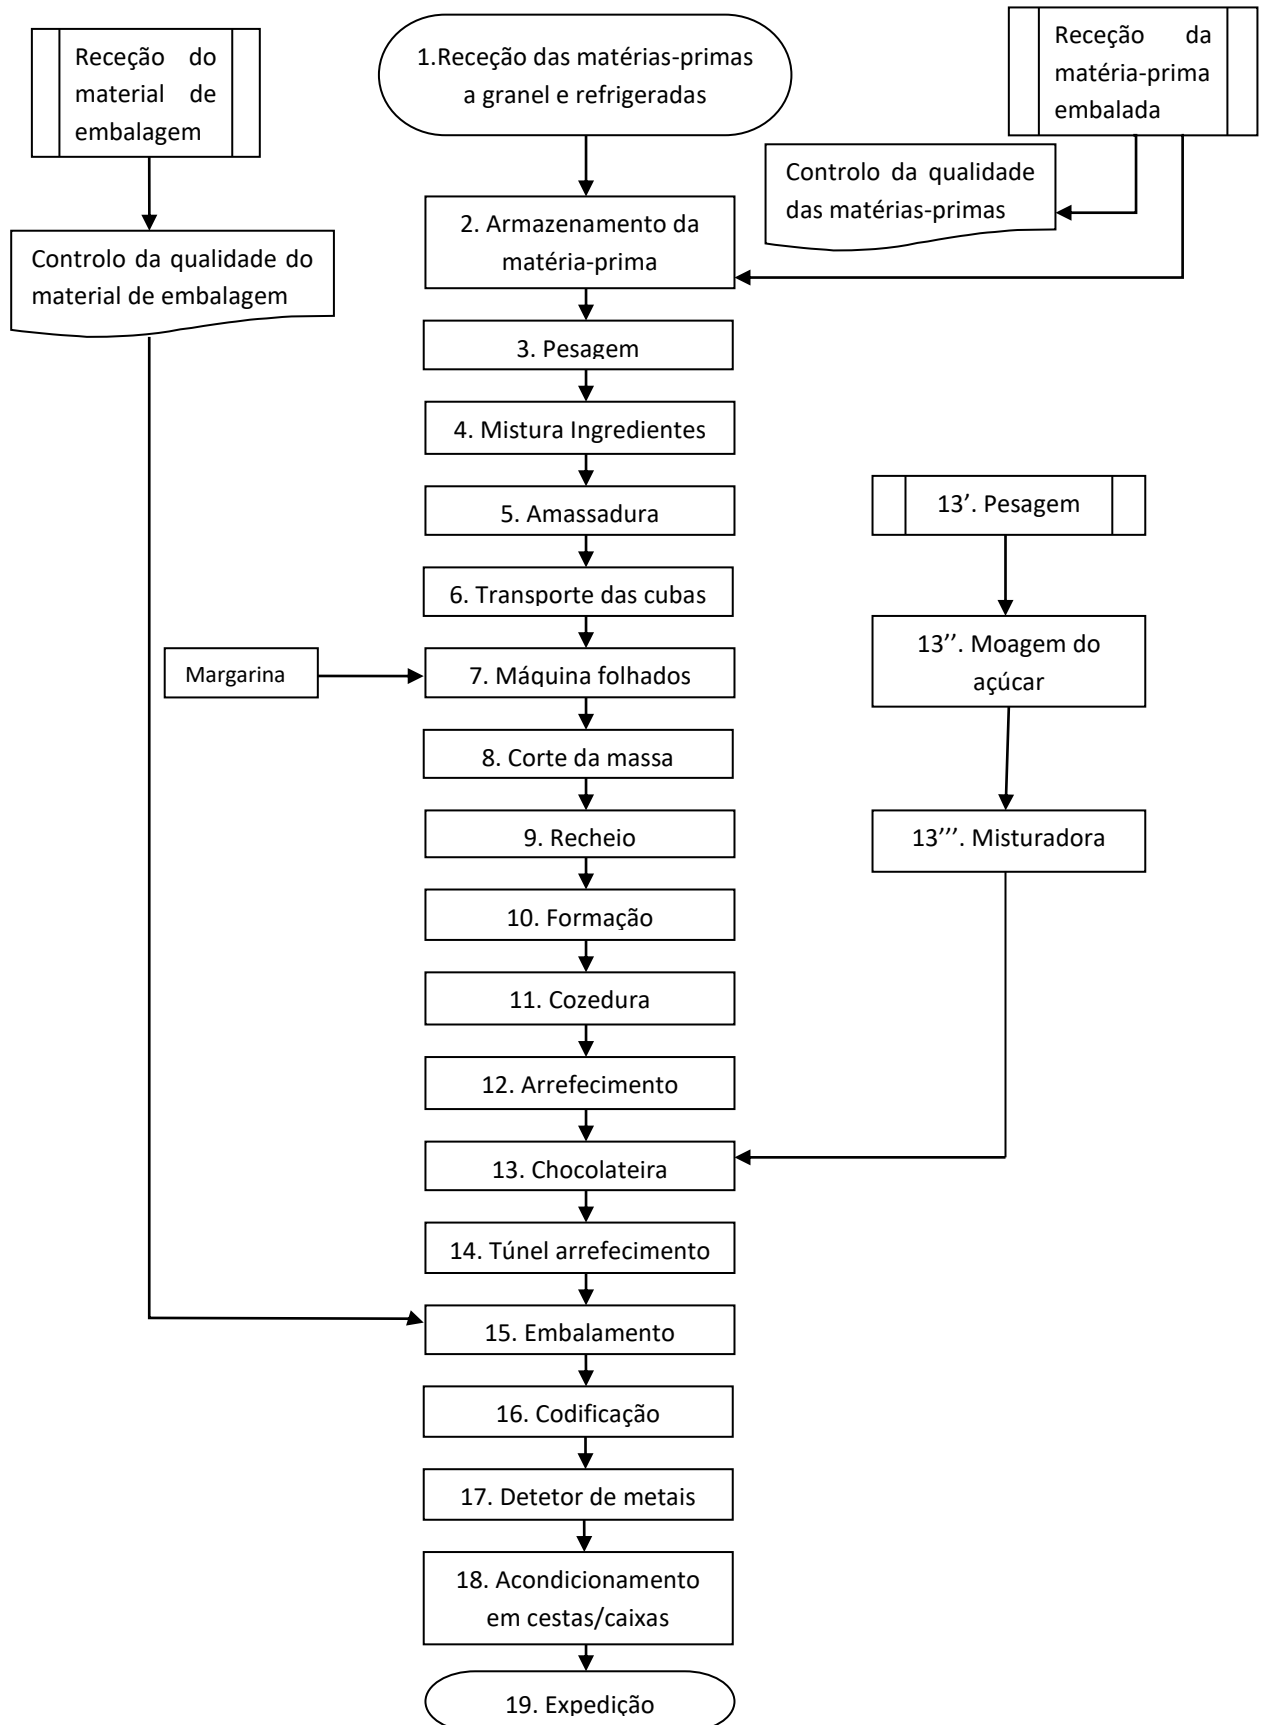 Receção do
material de
embalagem
1.Receção das matérias-primas
a granel e refrigeradas
Receção da
matéria-prima
embalada
Controlo da qualidade
das matérias-primas
2. Armazenamento da
matéria-prima
Controlo da qualidade do
material de embalagem
3. Pesagem
4. Mistura Ingredientes
5. Amassadura
13’. Pesagem
6. Transporte das cubas
13’’. Moagem do
açúcar
Margarina
7. Máquina folhados
8. Corte da massa
9. Recheio
13’’’. Misturadora
10. Formação
11. Cozedura
12. Arrefecimento
13. Chocolateira
14. Túnel arrefecimento
15. Embalamento
16. Codificação
17. Detetor de metais
18. Acondicionamento
em cestas/caixas
19. Expedição